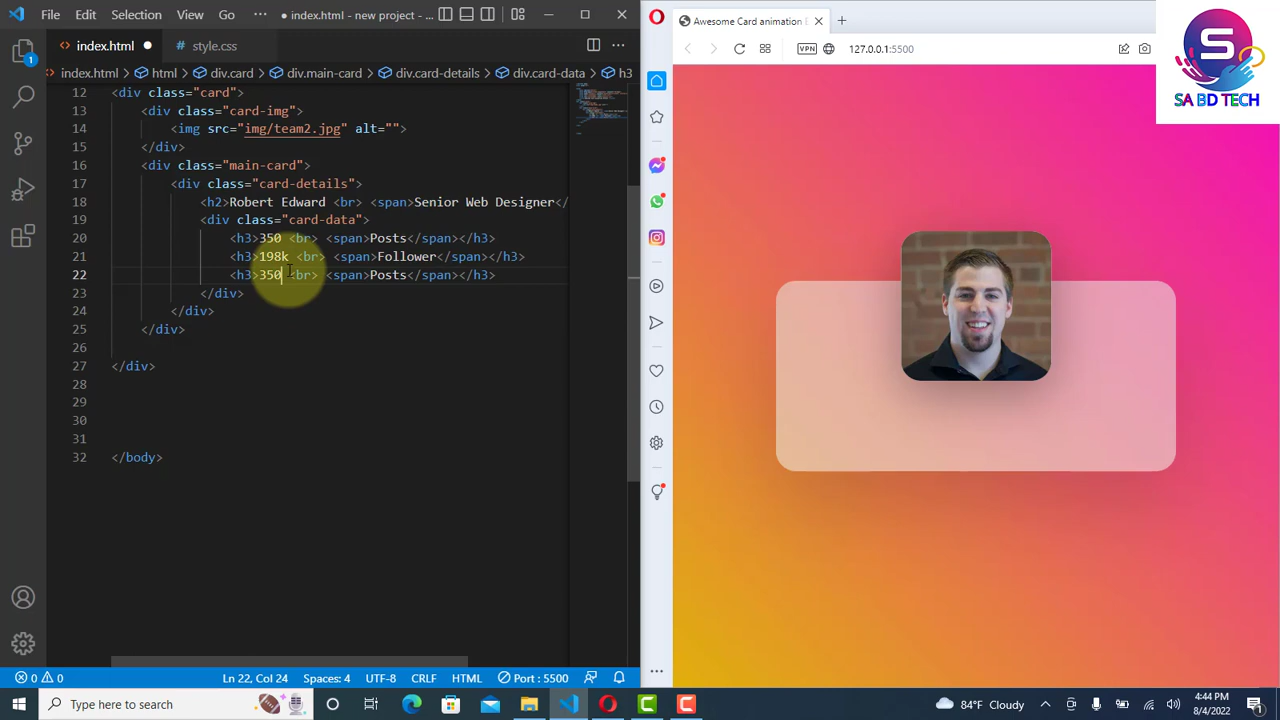 Selection
View
index.html - new project -
Awesome Card animation
index.html
style.css
VPN
127.0.0.1:5500
S
SA BD TECH
1
index.html > html > body > div.card > div.main-card > div.card-details > div.card-data > h3
12 <div class="card">
13 <div class="card-img">
14 <img src="img/team2.jpg" alt="">
15 </div>
16 <div class="main-card">
17 <div class="card-details">
18 <h2>Robert Edward <br> <span>Senior Web Designer</
19 <div class="card-data">
20 <h3>350 <br> <span>Posts</span></h3>
21 <h3>198k <br> <span>Follower</span></h3>
22 <h3>350 <br> <span>Posts</span></h3>
23 </div>
24 </div>
25 </div>
26
27 </div>
28
29
30
31
32 </body>
0 0
Ln 22, Col 24
Spaces: 4
UTF-8
CRLF
HTML
Port : 5500
Type here to search
84°F Cloudy
4:44 PM
8/4/2022
1